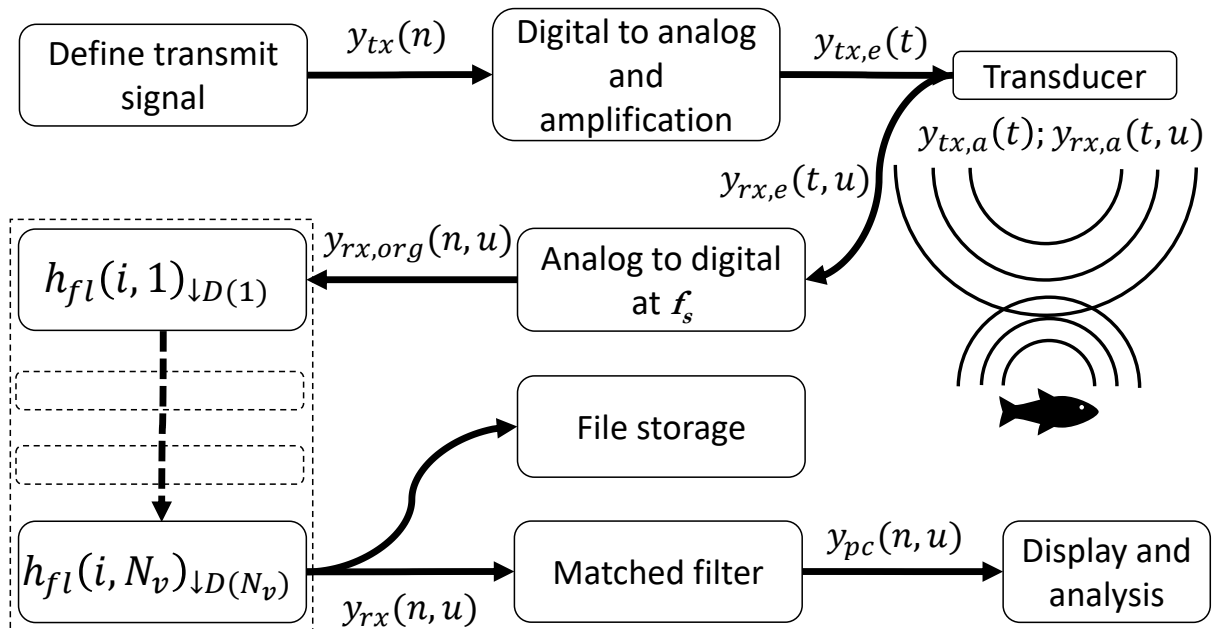 Define transmit
signal
y_{tx}(n)
Digital to analog
and
amplification
y_{tx,e}(t)
Transducer
y_{tx,a}(t); y_{rx,a}(t, u)
y_{rx,e}(t, u)
h_{fl}(i, 1)_{↓D(1)}
y_{rx,org}(n, u)
Analog to digital
at f_s
File storage
h_{fl}(i, N_v)_{↓D(N_v)}
y_{rx}(n, u)
Matched filter
y_{pc}(n, u)
Display and
analysis